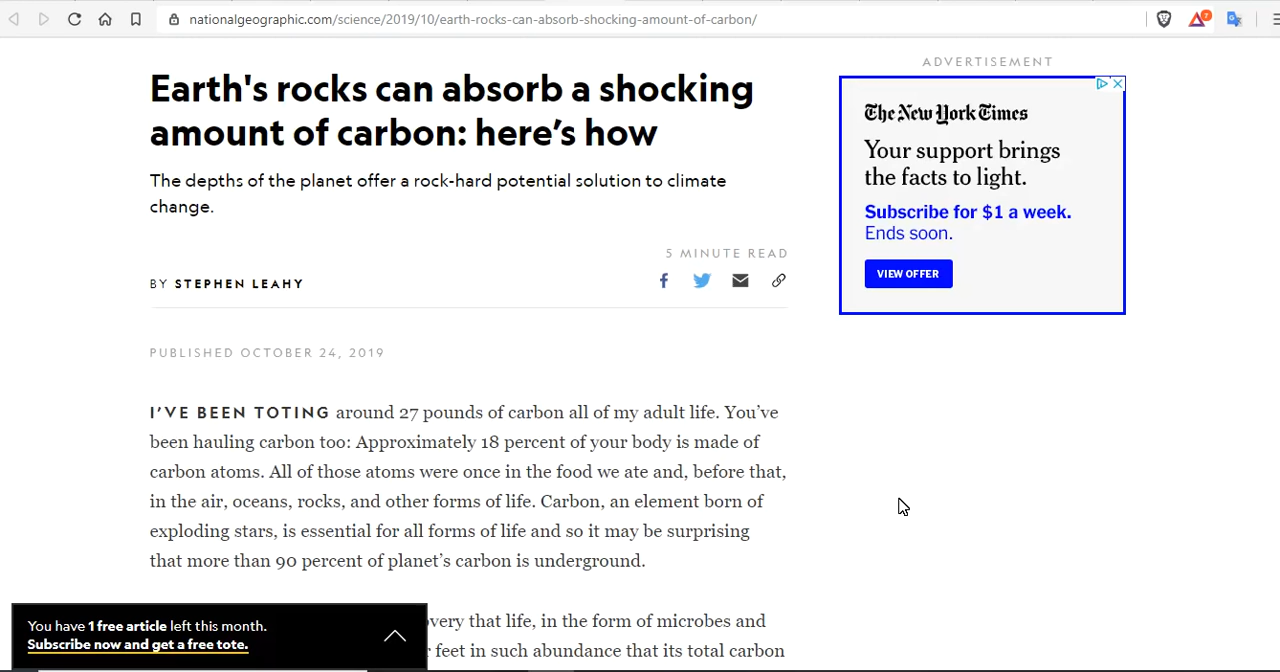 nationalgeographic.com/science/2019/10/earth-rocks-can-absorb-shocking-amount-of-carbon/
7
Earth's rocks can absorb a shocking
amount of carbon: here’s how
The depths of the planet offer a rock-hard potential solution to climate
change.
5 MINUTE READ
BY STEPHEN LEAHY
PUBLISHED OCTOBER 24, 2019
I’VE BEEN TOTING around 27 pounds of carbon all of my adult life. You’ve
been hauling carbon too: Approximately 18 percent of your body is made of
carbon atoms. All of those atoms were once in the food we ate and, before that,
in the air, oceans, rocks, and other forms of life. Carbon, an element born of
exploding stars, is essential for all forms of life and so it may be surprising
that more than 90 percent of planet’s carbon is underground.
that life, in the form of microbes and
feet in such abundance that its total carbon
You have 1 free article left this month.
Subscribe now and get a free tote.
ADVERTISEMENT
The New York Times
Your support brings
the facts to light.
Subscribe for $1 a week.
Ends soon.
VIEW OFFER